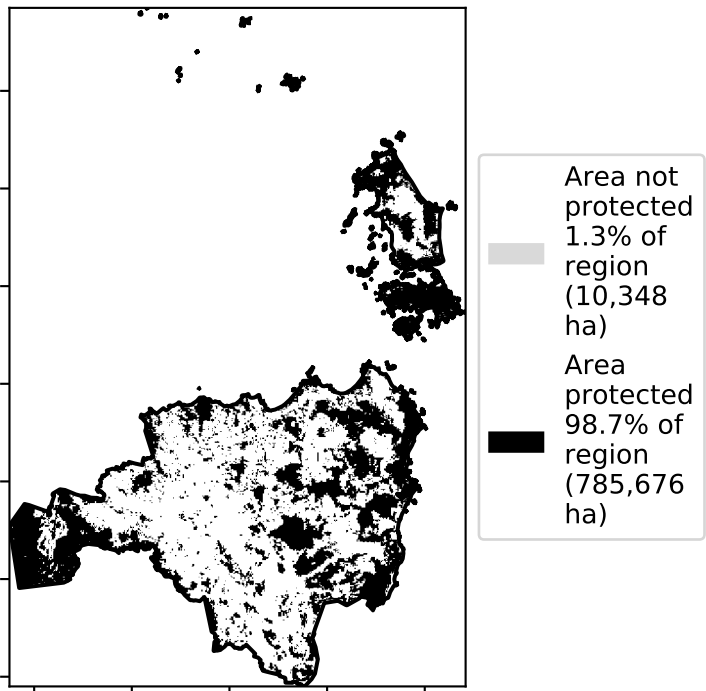 Area not
protected
1.3% of
region
(10,348
ha)
Area
protected
98.7% of
region
(785,676
ha)